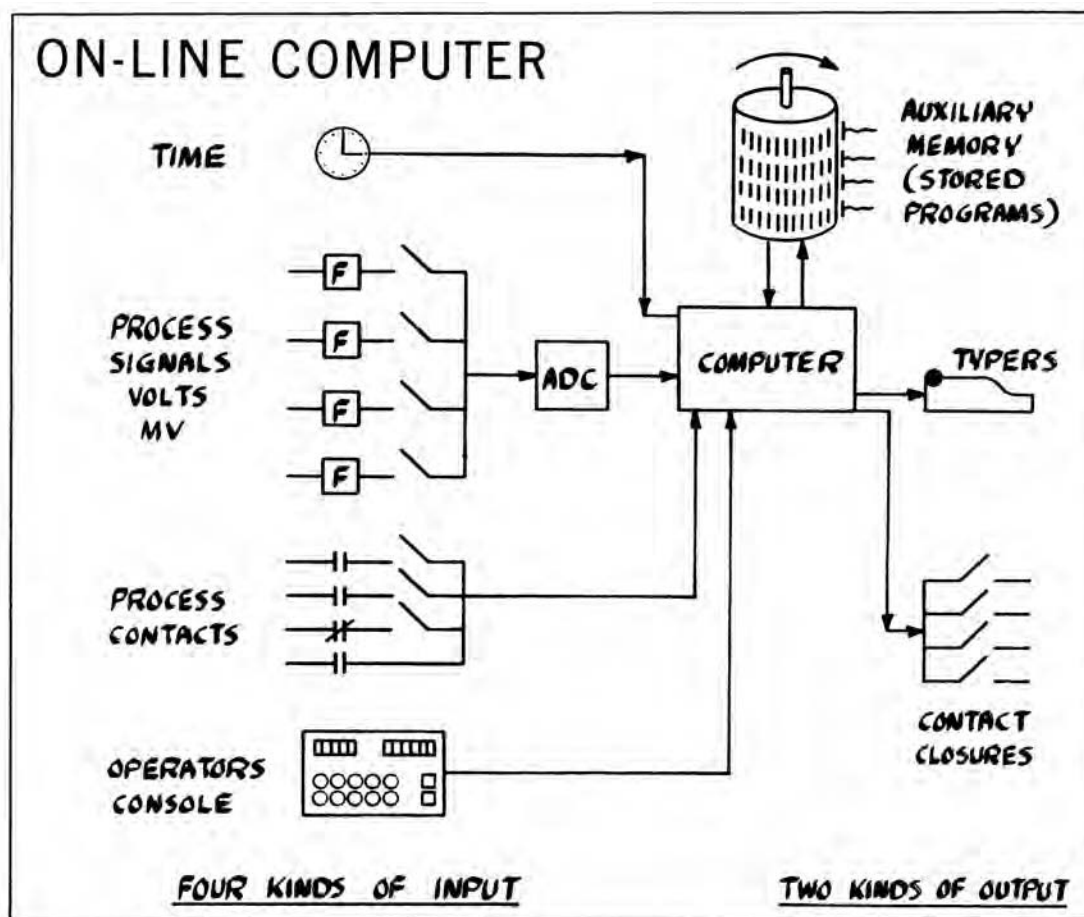 ON-LINE COMPUTER
TIME
AUXILIARY
MEMORY
(STORED
PROGRAMS)
F
F
F
F
PROCESS
SIGNALS
VOLTS
MV
ADC
COMPUTER
TYPERS
PROCESS
CONTACTS
CONTACT
CLOSURES
OPERATORS
CONSOLE
FOUR KINDS OF INPUT
TWO KINDS OF OUTPUT